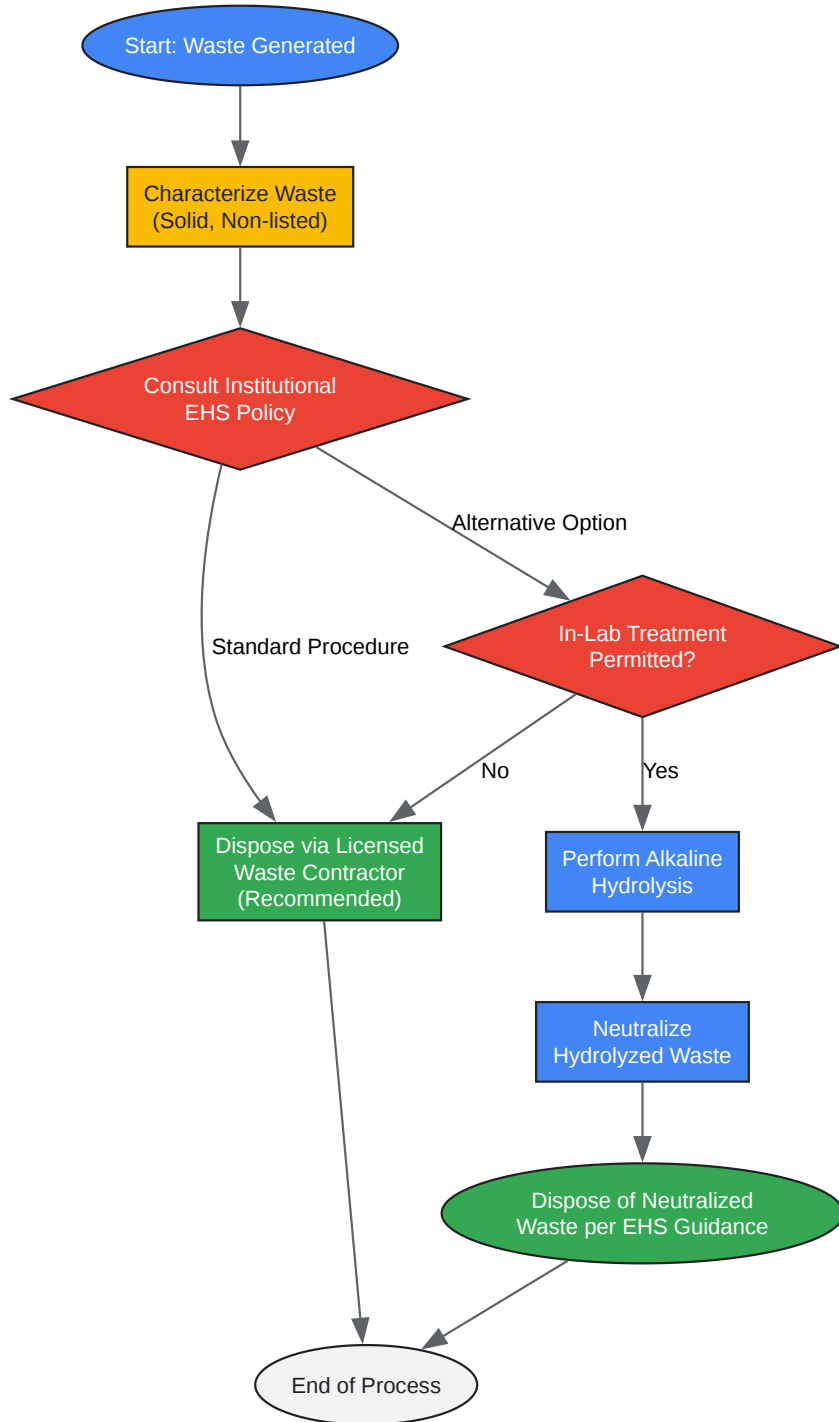 Start: Waste Generated
Characterize Waste
(Solid, Non-listed)
Consult Institutional
EHS Policy
Alternative Option
In-Lab Treatment
Permitted?
Standard Procedure
No
Yes
Dispose via Licensed
Waste Contractor
(Recommended)
Perform Alkaline
Hydrolysis
Neutralize
Hydrolyzed Waste
Dispose of Neutralized
Waste per EHS Guidance
End of Process